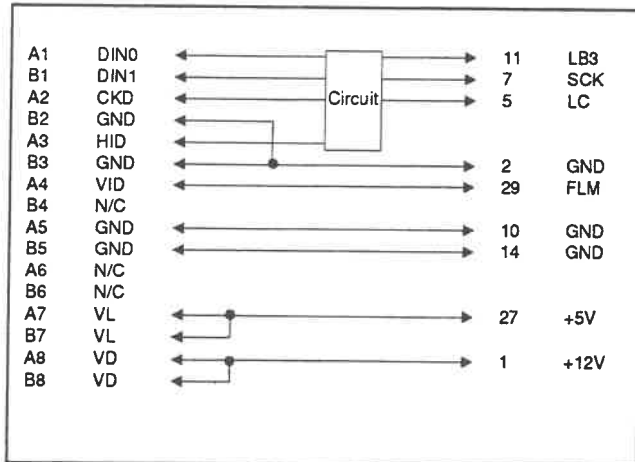 A1 DIN0 11 LB3
B1 DIN1 7 SCK
A2 CKD Circuit 5 LC
B2 GND
A3 HID
B3 GND 2 GND
A4 VID 29 FLM
B4 N/C
A5 GND 10 GND
B5 GND 14 GND
A6 N/C
B6 N/C
A7 VL 27 +5V
B7 VL
A8 VD 1 +12V
B8 VD